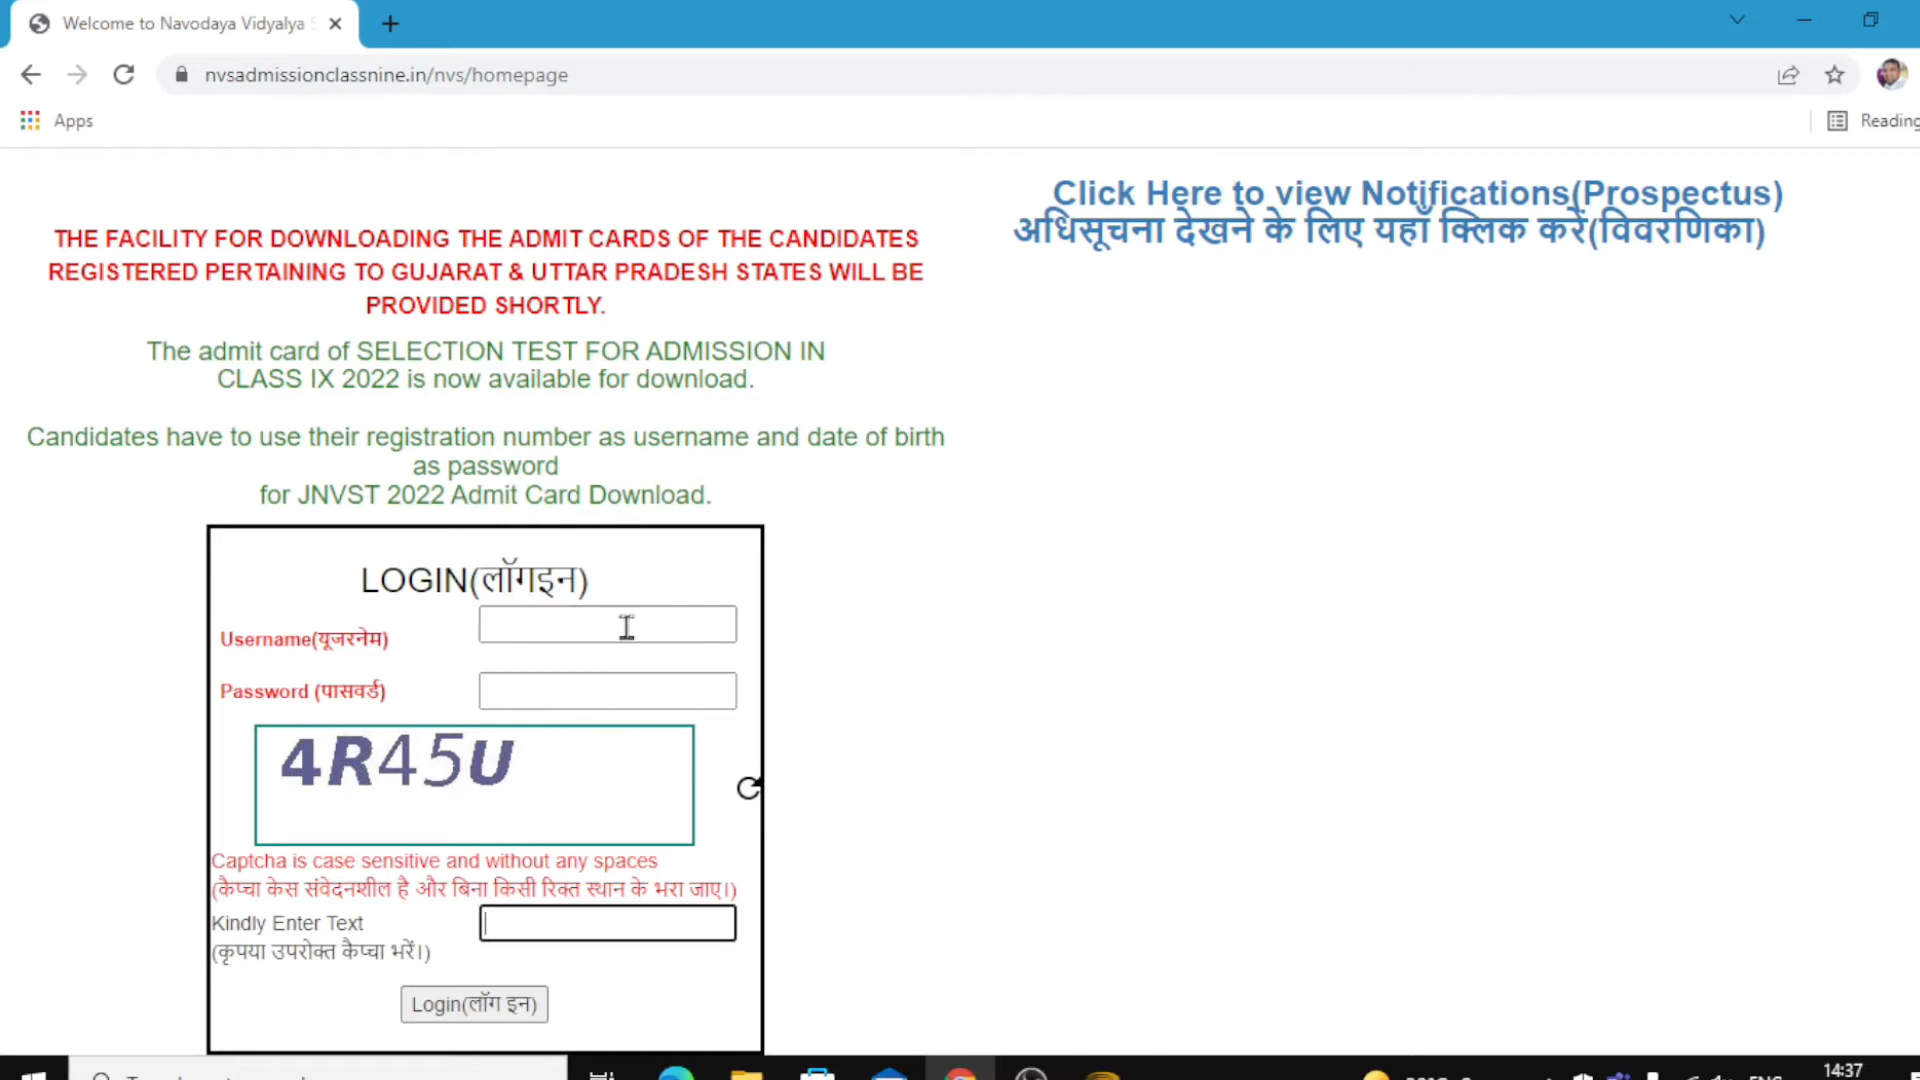 Welcome to Navodaya Vidyalya
nvsadmissionclassnine.in/nvs/homepage
Apps
Reading
Click Here to view Notifications(Prospectus)
अधिसूचना देखने के लिए यहाँ क्लिक करें(विवरणिका)
THE FACILITY FOR DOWNLOADING THE ADMIT CARDS OF THE CANDIDATES
REGISTERED PERTAINING TO GUJARAT & UTTAR PRADESH STATES WILL BE
PROVIDED SHORTLY.
The admit card of SELECTION TEST FOR ADMISSION IN
CLASS IX 2022 is now available for download.
Candidates have to use their registration number as username and date of birth
as password
for JNVST 2022 Admit Card Download.
LOGIN(लॉगइन)
Username(यूजरनेम)
Password (पासवर्ड)
4R45U
Captcha is case sensitive and without any spaces
(कैप्चा केस संवेदनशील है और बिना किसी रिक्त स्थान के भरा जाए।)
Kindly Enter Text
(कृपया उपरोक्त कैप्चा भरें।)
Login(लॉग इन)
14:37